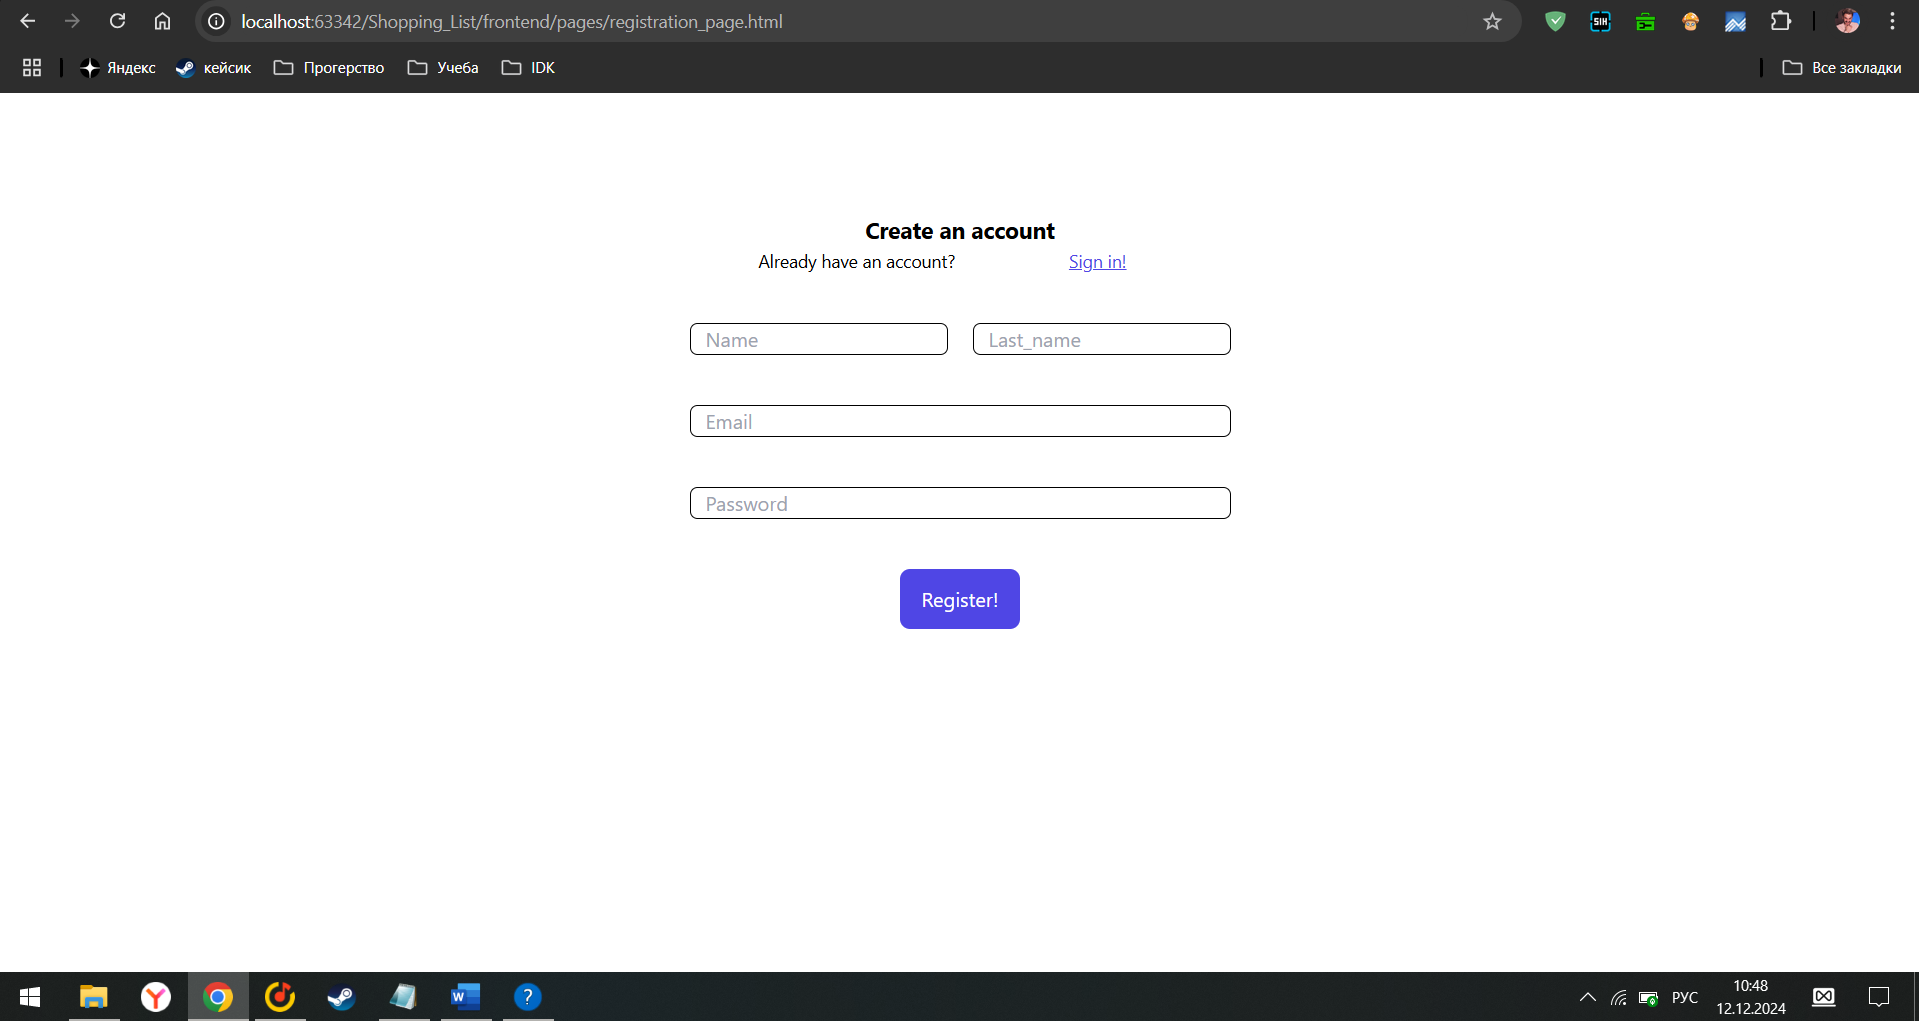 localhost:63342/Shopping_List/frontend/pages/registration_page.html
SIH
Яндекс кейсик Прогерство Учеба IDK Все закладки
Create an account
Already have an account? Sign in!
Name Last_name
Email
Password
Register!
РУС 10:48
12.12.2024